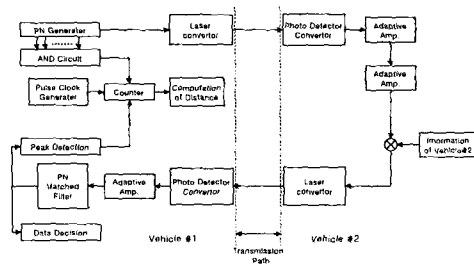 PN Generator
Laser
convertor
Photo Detector
Convertor
Adaptive
Amp.
AND Circuit
Adaptive
Amp.
Pulse Clock
Generator
Counter
Computation
of Distance
Information
of Vehicle#2
Peak Detection
PN
Matched
Filter
Adaptive
Amp.
Photo Detector
Convertor
Laser
convertor
Data Decision
Vehicle #1
Vehicle #2
Transmission
Path